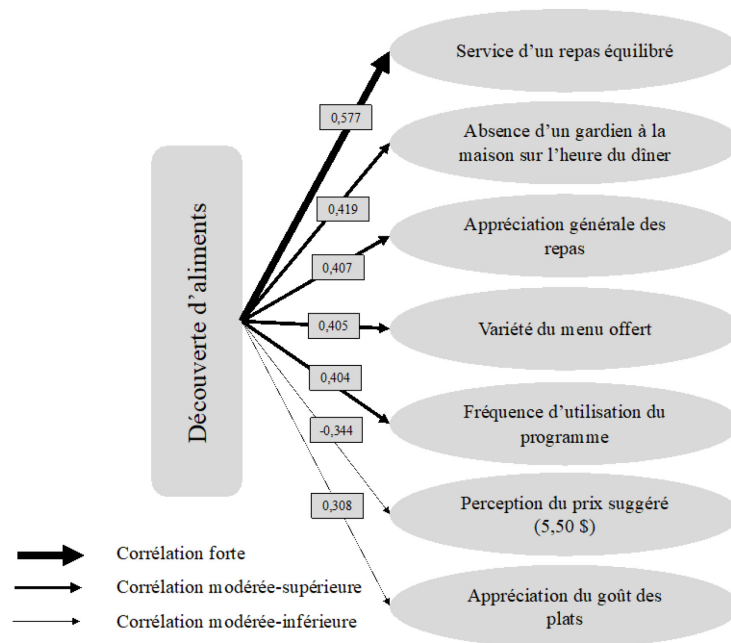 Service d'un repas équilibré
0,577
Absence d'un gardien à la
maison sur l'heure du dîner
0,419
Appréciation générale des
repas
0,407
Découverte d'aliments
Variété du menu offert
0,405
0,404
Fréquence d'utilisation du
programme
-0,344
Perception du prix suggéré
(5,50 $)
0,308
Appréciation du goût des
plats
Corrélation forte
Corrélation modérée-supérieure
Corrélation modérée-inférieure